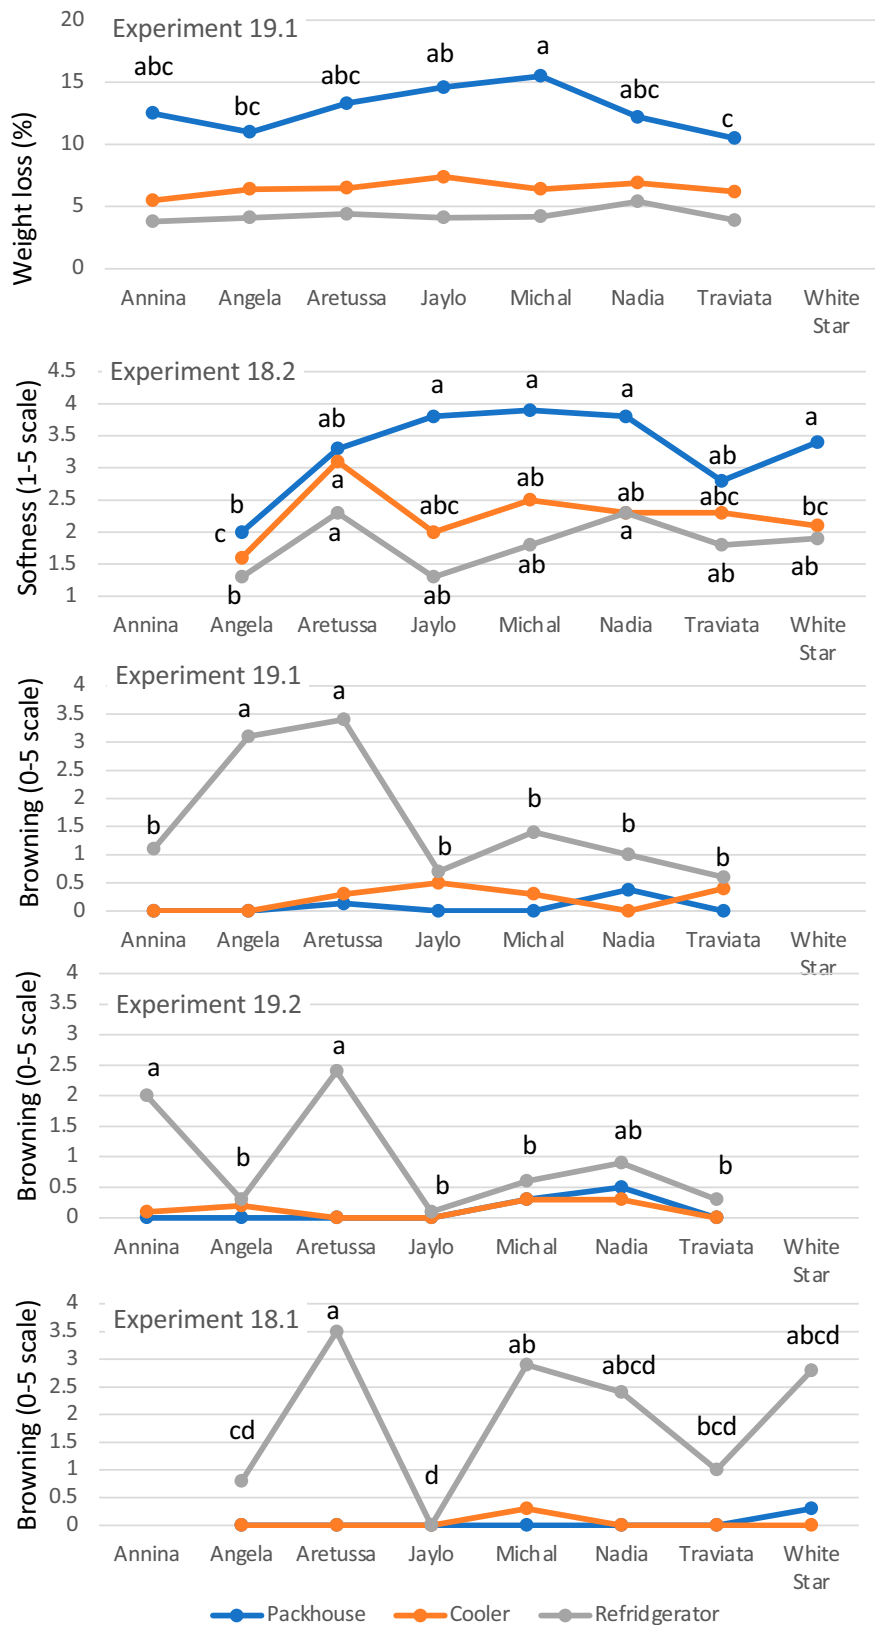 Experiment 19.1
Weight loss (%)
20
15
10
5
0
abc
bc
abc
ab
a
abc
c
Annina Angela Aretussa Jaylo Michal Nadia Traviata White
Star
Experiment 18.2
Softness (1-5 scale)
4.5
4
3.5
3
2.5
2
1.5
1
b
ab
a
a
a
ab
a
c
a
abc
ab
ab
abc
bc
b
a
ab
ab
a
ab
ab
Annina Angela Aretussa Jaylo Michal Nadia Traviata White
Star
Experiment 19.1
Browning (0-5 scale)
4
3.5
3
2.5
2
1.5
1
0.5
0
b
a
a
b
b
b
b
Annina Angela Aretussa Jaylo Michal Nadia Traviata White
Star
Experiment 19.2
Browning (0-5 scale)
4
3.5
3
2.5
2
1.5
1
0.5
0
a
b
a
b
b
ab
b
Annina Angela Aretussa Jaylo Michal Nadia Traviata White
Star
Experiment 18.1
Browning (0-5 scale)
4
3.5
3
2.5
2
1.5
1
0.5
0
cd
a
d
ab
abcd
bcd
abcd
Annina Angela Aretussa Jaylo Michal Nadia Traviata White
Star
Packhouse Cooler Refridgerator